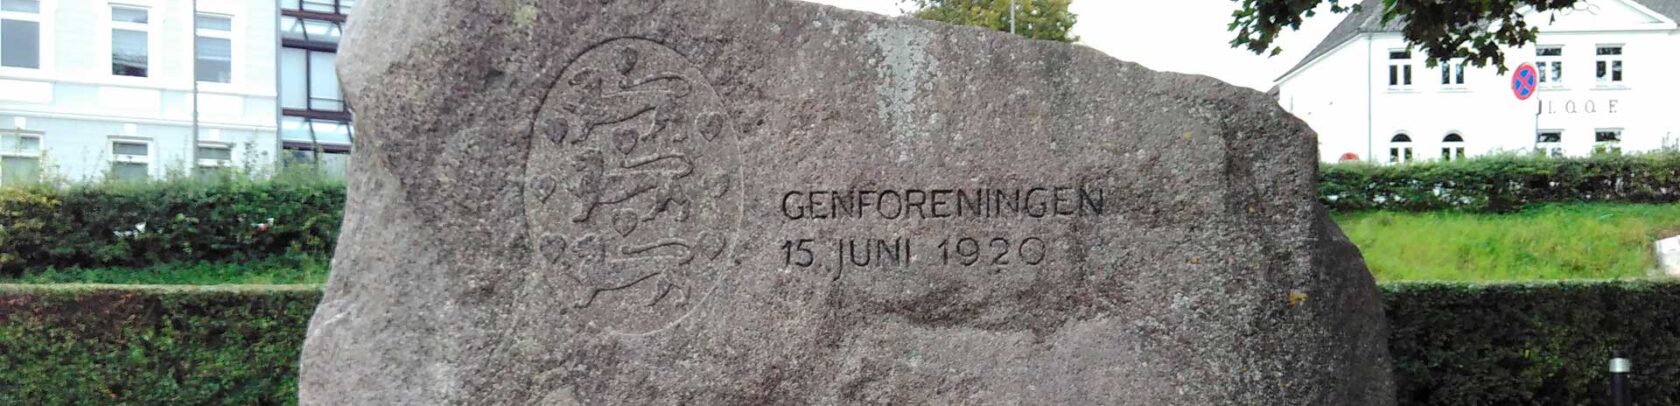 GENFORENINGEN
15. JUNI 1920
I.O.O.F.